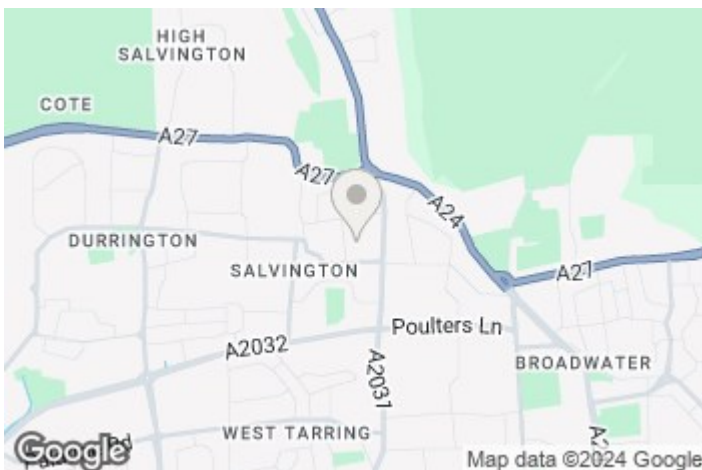 HIGH
SALVINGTON
COTE
A27
A27
A24
DURRINGTON
SALVINGTON
A27
Poulters Ln
A2032
A2031
BROADWATER
WEST TARRING
Google
Rd
Map data ©2024 Google